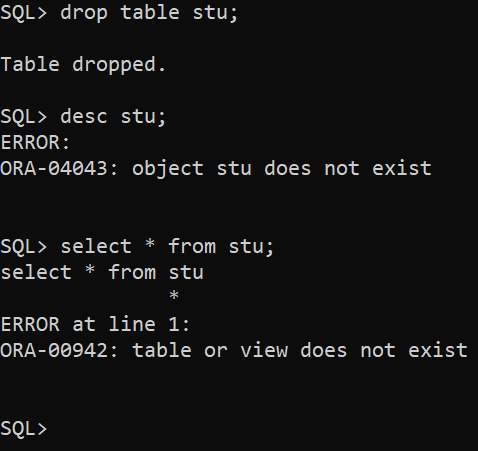 SQL> drop table stu;
Table dropped.
SQL> desc stu;
ERROR:
ORA-04043: object stu does not exist
SQL> select * from stu;
select * from stu
*
ERROR at line 1:
ORA-00942: table or view does not exist
SQL>